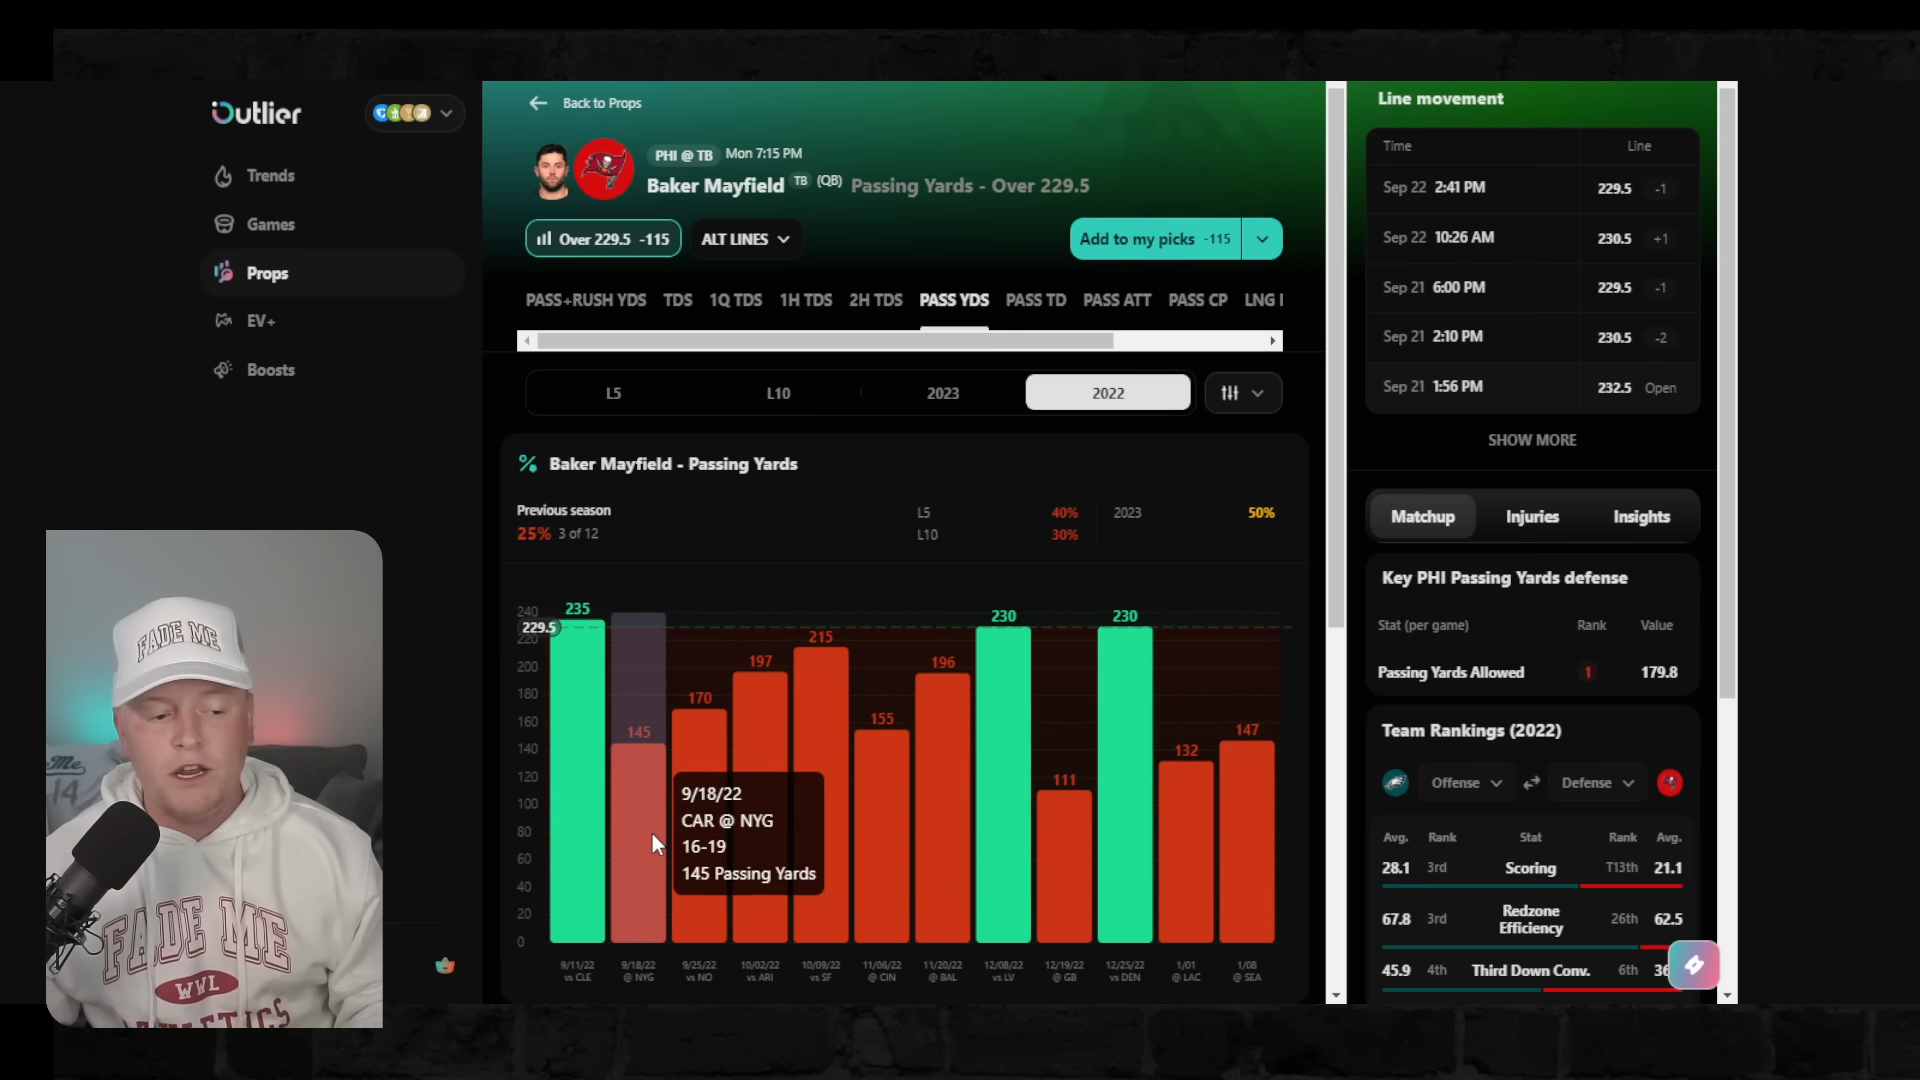 Outlier
Trends
Games
Props
EV+
Boosts
Back to Props
PHI @ TB Mon 7:15 PM
Baker Mayfield TB (QB) Passing Yards - Over 229.5
Over 229.5 -115
ALT LINES
Add to my picks -115
PASS+RUSH YDS TDS 1Q TDS 1H TDS 2H TDS PASS YDS PASS TD PASS ATT PASS CP LNG
L5 L10 2023 2022
Baker Mayfield - Passing Yards
Previous season
25% 3 of 12
L5 40% 2023 50%
L10 30%
240
229.5
220
200
180
160
140
120
100
80
60
40
20
0
235
145
170
197
215
155
196
230
111
230
132
147
9/18/22
CAR @ NYG
16-19
145 Passing Yards
9/11/22 9/18/22 9/25/22 10/02/22 10/09/22 11/06/22 11/20/22 12/08/22 12/19/22 12/25/22 1/01 1/08
vs CLE @ NYG vs NO vs ARI vs SF @ CIN @ BAL vs LV @ GB vs DEN @ LAC @ SEA
Line movement
Time Line
Sep 22 2:41 PM 229.5 -1
Sep 22 10:26 AM 230.5 +1
Sep 21 6:00 PM 229.5 -1
Sep 21 2:10 PM 230.5 -2
Sep 21 1:56 PM 232.5 Open
SHOW MORE
Matchup Injuries Insights
Key PHI Passing Yards defense
Stat (per game) Rank Value
Passing Yards Allowed 1 179.8
Team Rankings (2022)
Offense Defense
Avg. Rank Stat Rank Avg.
28.1 3rd Scoring T13th 21.1
67.8 3rd Redzone Efficiency 26th 62.5
45.9 4th Third Down Conv. 6th
FADE ME
FADE ME
WWL